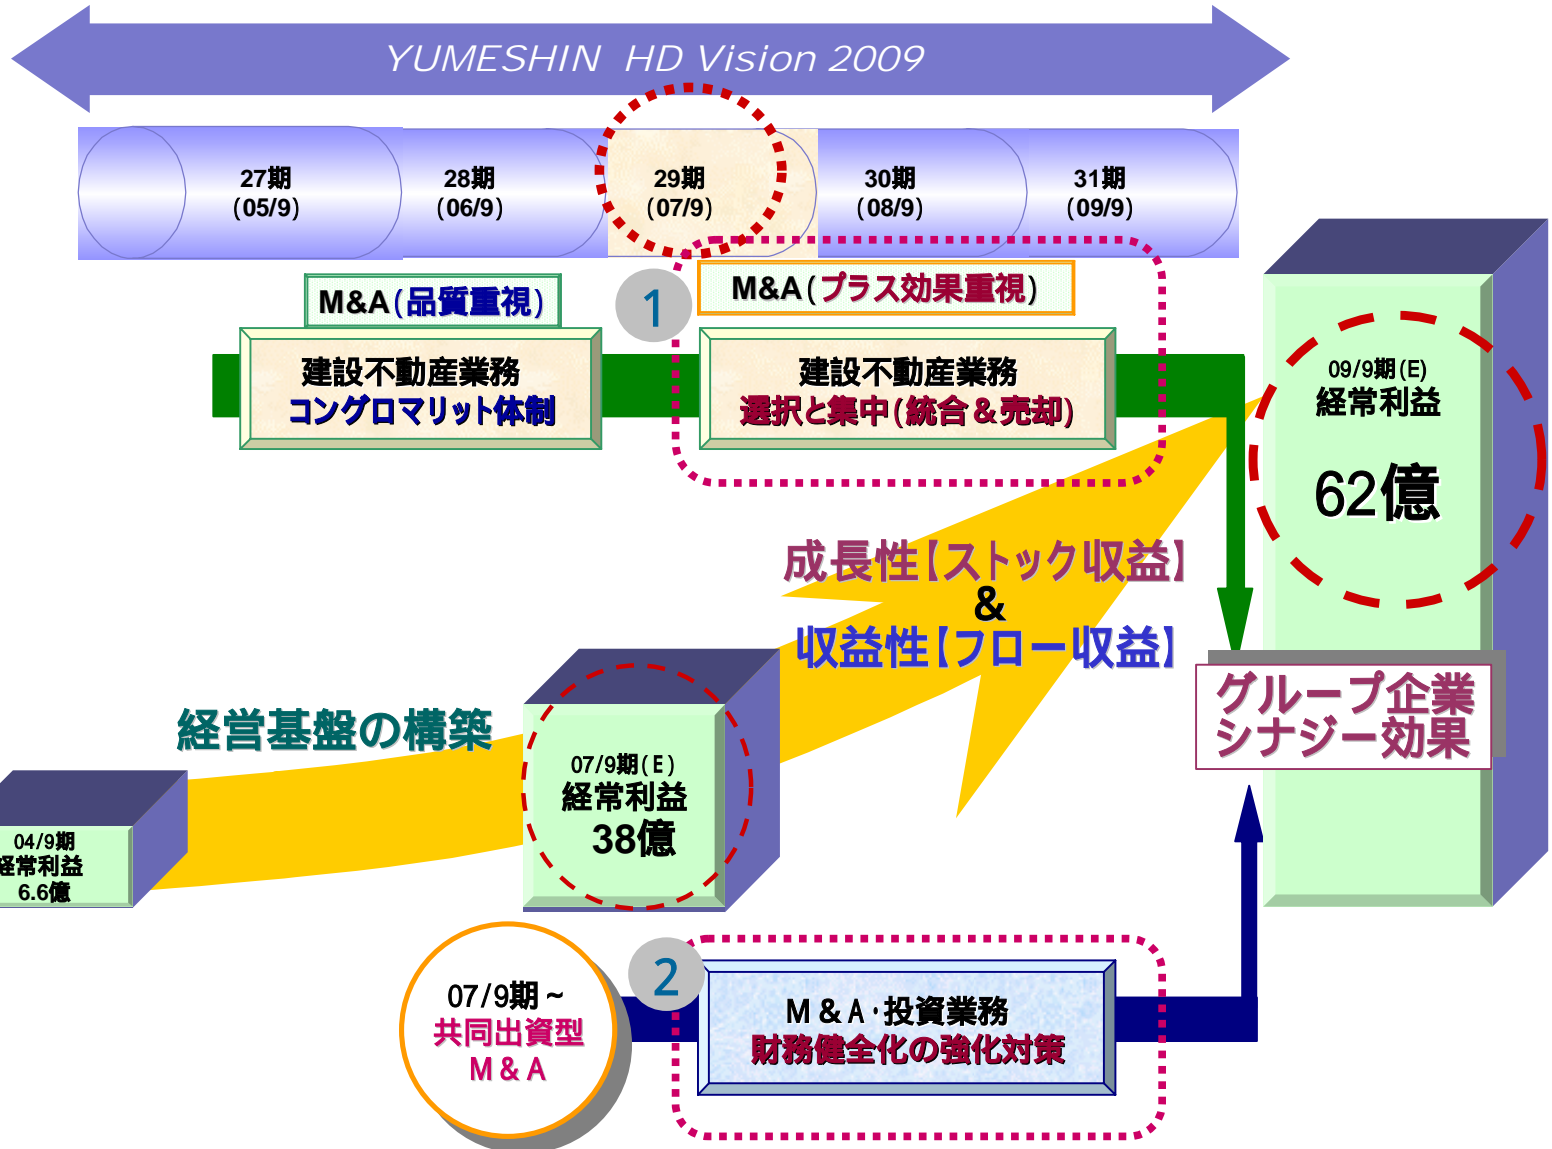 YUMESHIN HD Vision 2009
27期
(05/9)
28期
(06/9)
29期
(07/9)
30期
(08/9)
31期
(09/9)
M&A(品質重視)
建設不動産業務
コングロマリット体制
1
M&A(プラス効果重視)
建設不動産業務
選択と集中(統合&売却)
09/9期(E)
経常利益
62億
成長性【ストック収益】
&
収益性【フロー収益】
グループ企業
シナジー効果
経営基盤の構築
07/9期(E)
経常利益
38億
04/9期
経常利益
6.6億
07/9期~
共同出資型
M&A
2
M&A・投資業務
財務健全化の強化対策